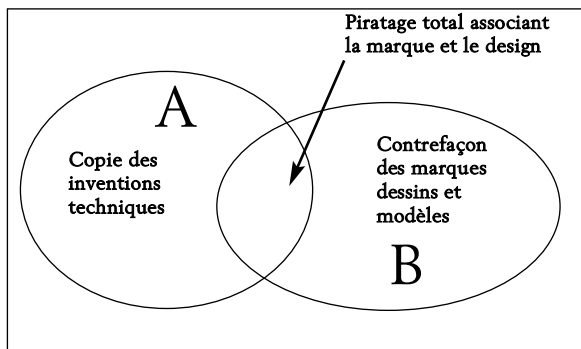 Piratage total associant
la marque et le design
A
Copie des
inventions
techniques
Contrefaçon
des marques
dessins et
modèles
B